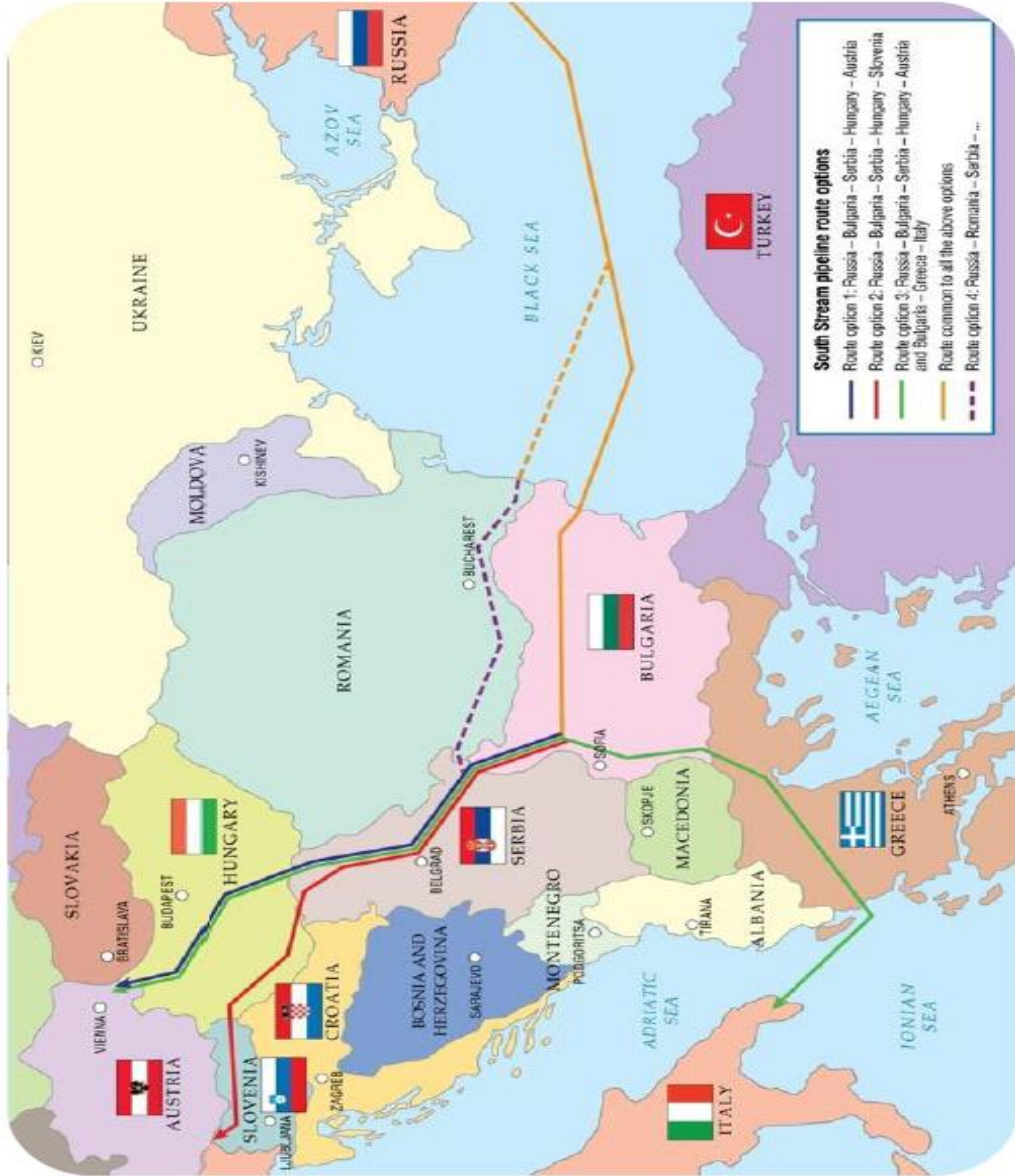 RUSSIA
AZOV
SEA
UKRAINE
KIEV
BLACK SEA
TURKEY
MOLDOVA
KISHINEV
ROMANIA
BUCHAREST
BULGARIA
SOFIA
SLOVAKIA
BRATISLAVA
HUNGARY
BUDAPEST
SERBIA
BELGRAD
MACEDONIA
SKOPJE
AEGEAN
SEA
GREECE
ATHENS
MONTENEGRO
PODGORITSA
ALBANIA
TIRANA
BOSNIA AND
HERZEGOVINA
SARAJEVO
CROATIA
ZAGREB
SLOVENIA
LJUBLJANA
AUSTRIA
VIENNA
ADRIATIC
SEA
IONIAN
SEA
ITALY
South Stream pipeline route options
Route option 1: Russia – Bulgaria – Serbia – Hungary – Austria
Route option 2: Russia – Bulgaria – Serbia – Hungary – Slovenia
Route option 3: Russia – Bulgaria – Serbia – Hungary – Austria
and Bulgaria – Greece – Italy
Route common to all the above options
Route option 4: Russia – Romania – Serbia – ...